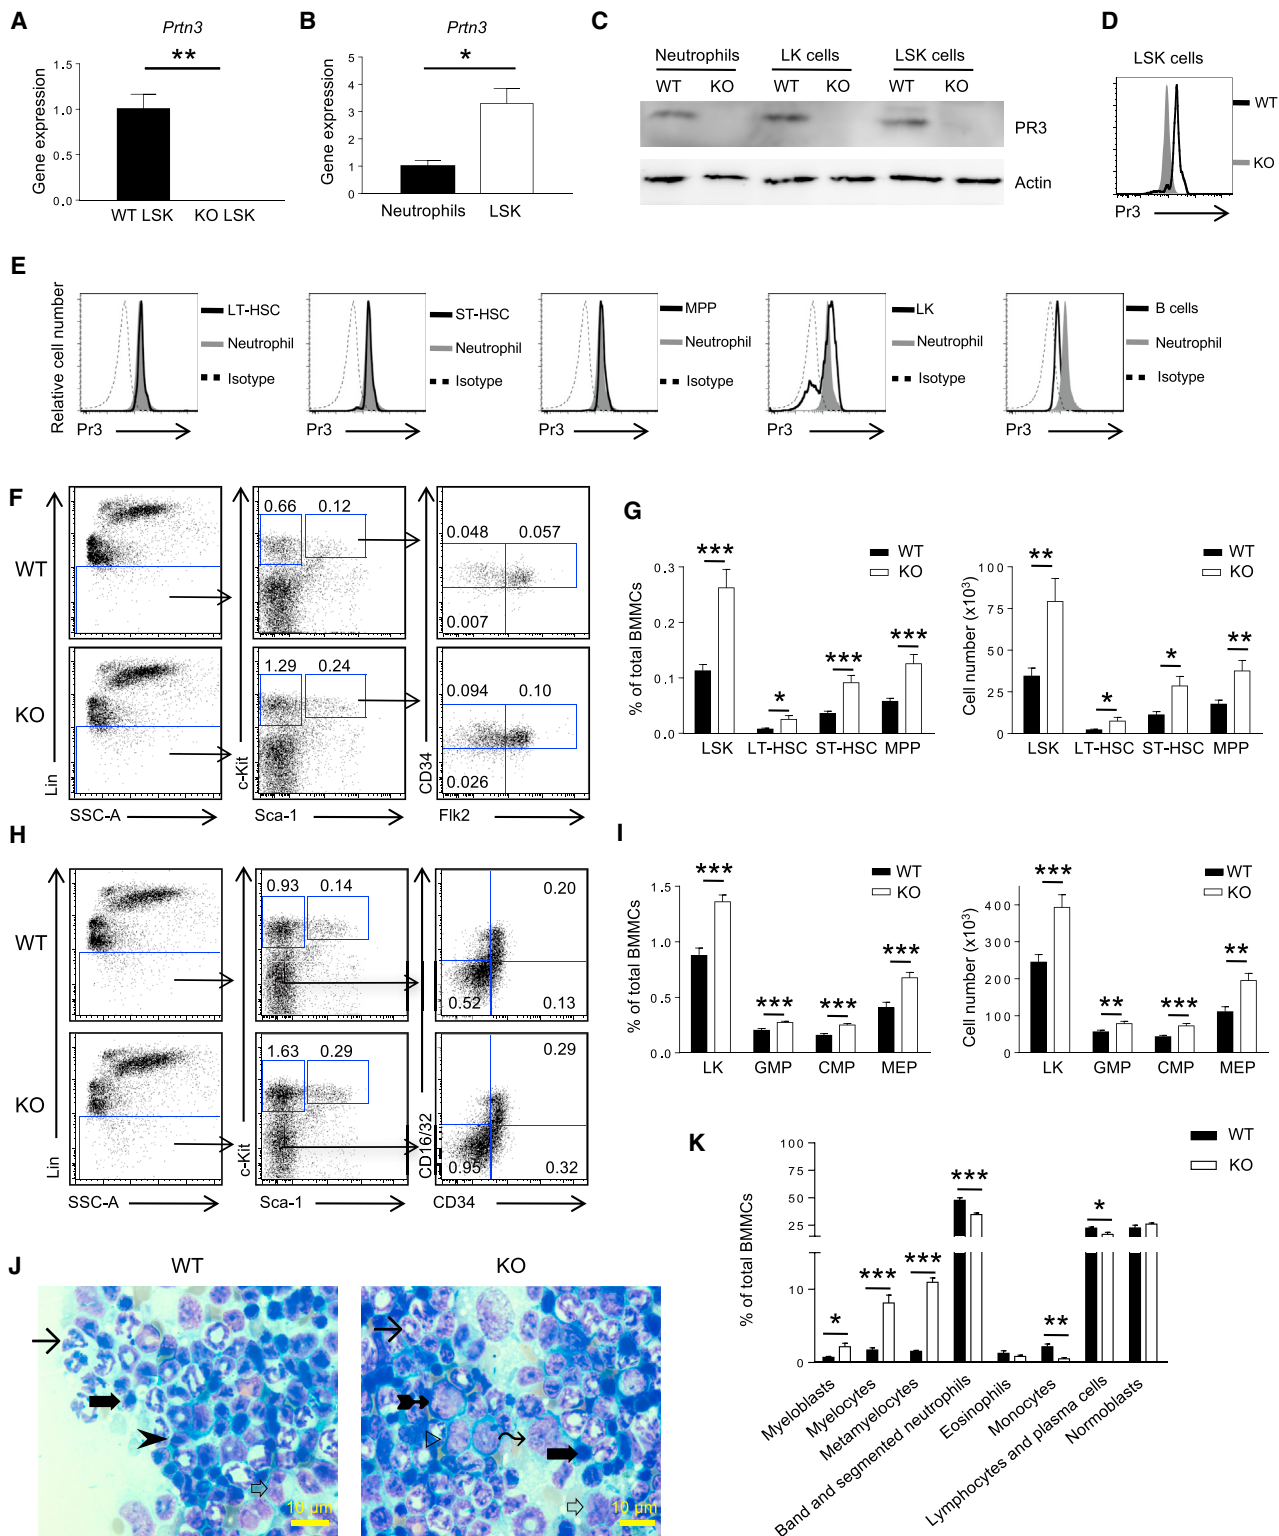 A
Prtn3
**
Gene expression
1.5
1.0
0.5
0.0
WT LSK KO LSK
B
Prtn3
*
Gene expression
5
4
3
2
1
0
Neutrophils LSK
C
Neutrophils LK cells LSK cells
WT KO WT KO WT KO
PR3
Actin
D
LSK cells
WT
KO
Pr3
E
Relative cell number
LT-HSC
Neutrophil
Isotype
Pr3
ST-HSC
Neutrophil
Isotype
Pr3
MPP
Neutrophil
Isotype
Pr3
LK
Neutrophil
Isotype
Pr3
B cells
Neutrophil
Isotype
Pr3
F
WT
0.66 0.12
0.048 0.057
0.007
KO
1.29 0.24
0.094 0.10
0.026
Lin
SSC-A
c-Kit
Sca-1
CD34
Flk2
G
% of total BMMCs
0.3
0.2
0.1
0.0
WT
KO
*** * *** ***
LSK LT-HSC ST-HSC MPP
Cell number (x10³)
100
75
50
25
0
WT
KO
** * * **
LSK LT-HSC ST-HSC MPP
H
WT
0.93 0.14
0.20
0.52 0.13
KO
1.63 0.29
0.29
0.95 0.32
Lin
SSC-A
c-Kit
Sca-1
CD16/32
CD34
I
% of total BMMCs
1.5
1.0
0.5
0.0
WT
KO
*** *** *** ***
LK GMP CMP MEP
Cell number (x10³)
400
300
200
100
0
WT
KO
*** ** *** **
LK GMP CMP MEP
J
WT
10 µm
KO
10 µm
K
% of total BMMCs
100
75
50
25
10
0
WT
KO
* *** *** *** ** *
Myeloblasts
Myelocytes
Metamyelocytes
Band and segmented neutrophils
Eosinophils
Monocytes
Lymphocytes and plasma cells
Normoblasts